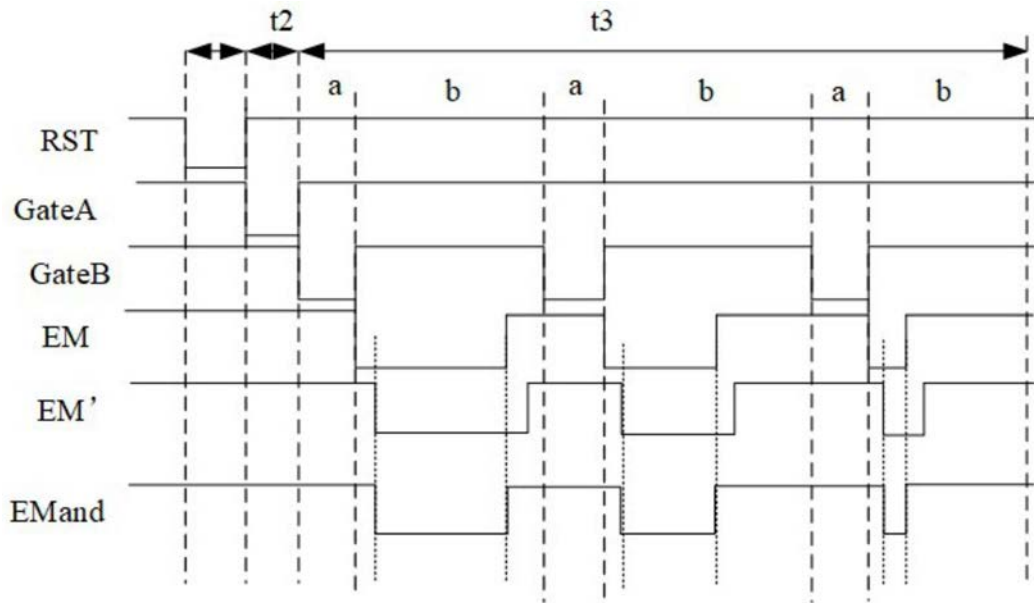 t2 t3
a b a b a b
RST
GateA
GateB
EM
EM’
EMand